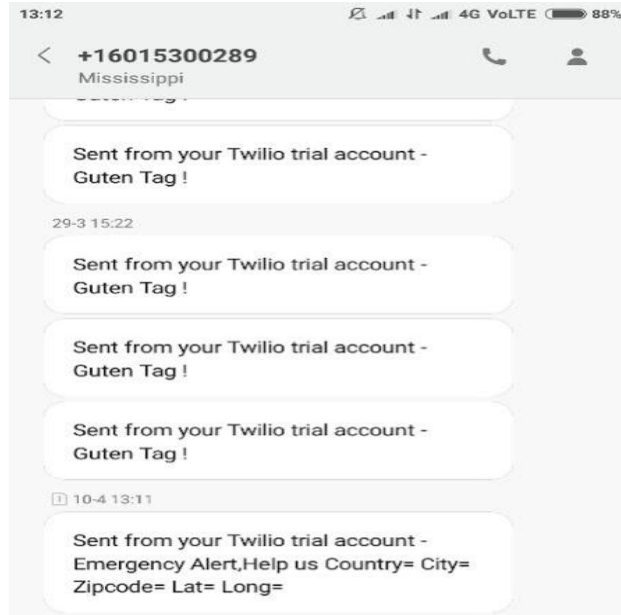 13:12 4G VoLTE 88%
+16015300289
Mississippi
Sent from your Twilio trial account -
Guten Tag !
29-3 15:22
Sent from your Twilio trial account -
Guten Tag !
Sent from your Twilio trial account -
Guten Tag !
Sent from your Twilio trial account -
Guten Tag !
1 10-4 13:11
Sent from your Twilio trial account -
Emergency Alert,Help us Country= City=
Zipcode= Lat= Long=